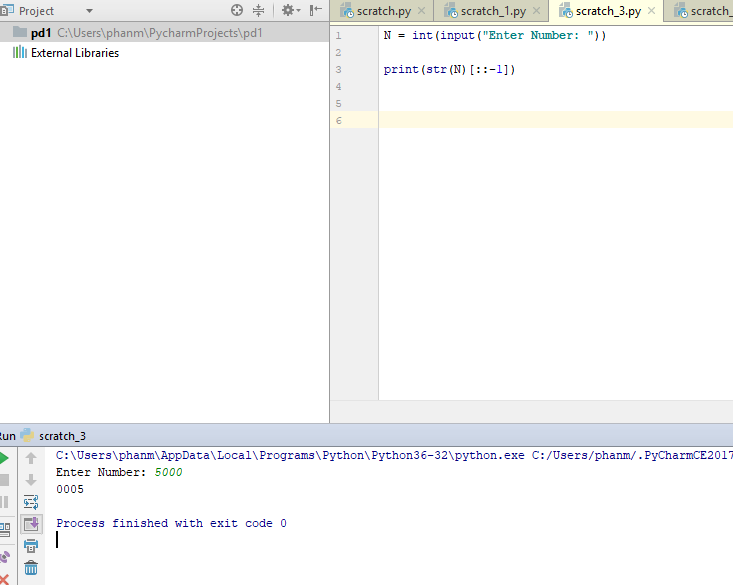 Project
scratch.py
scratch_1.py
scratch_3.py
scratch_
pd1 C:\Users\phanm\PycharmProjects\pd1
External Libraries
1 N = int(input("Enter Number: "))
2
3 print(str(N)[::-1])
4
5
6
Run scratch_3
C:\Users\phanm\AppData\Local\Programs\Python\Python36-32\python.exe C:/Users/phanm/.PyCharmCE2017
Enter Number: 5000
0005
Process finished with exit code 0